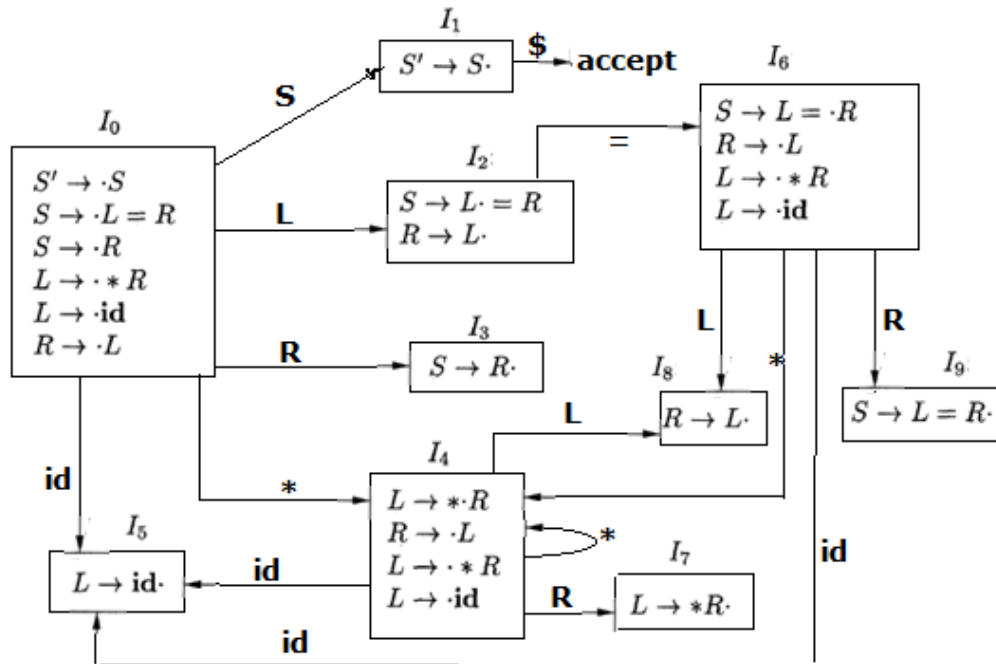 I₁
S' → S·
$
accept
S
I₀
S' → ·S
S → ·L = R
S → ·R
L → · * R
L → ·id
R → ·L
L
I₂
S → L· = R
R → L·
=
I₆
S → L = ·R
R → ·L
L → · * R
L → ·id
R
I₃
S → R·
L
*
R
I₈
R → L·
I₉
S → L = R·
id
*
L
I₄
L → *·R
R → ·L
L → · * R
L → ·id
*
id
I₅
L → id·
id
R
I₇
L → *R·
id